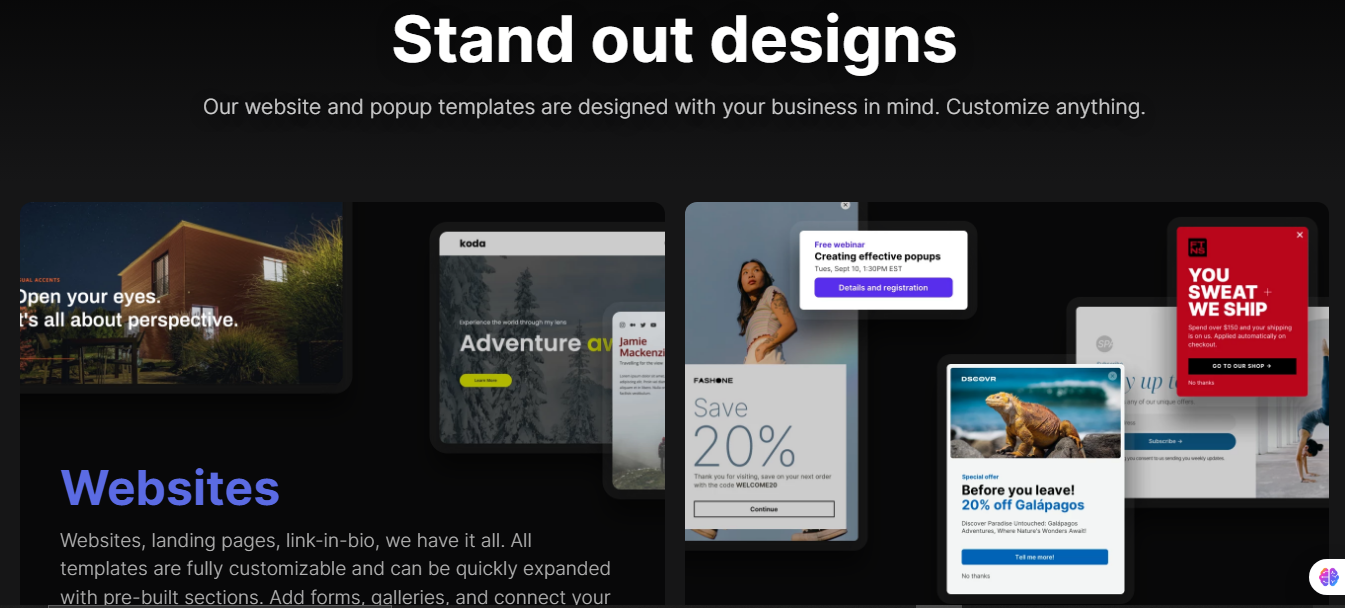 Stand out designs
Our website and popup templates are designed with your business in mind. Customize anything.
UAL ACCENTS
Open your eyes.
t's all about perspective.
koda
Experience the world through my lens
Adventure aw
Learn More
Jamie
Mackenzi
Travelling for the view
Websites
Websites, landing pages, link-in-bio, we have it all. All
templates are fully customizable and can be quickly expanded
with pre-built sections. Add forms, galleries, and connect your
Free webinar
Creating effective popups
Tues, Sept 10, 1:30PM EST
Details and registration
FASHONE
Save
20%
Thank you for visiting, save on your next order
with the code WELCOME20
Continue
DSCOVR
Special offer
Before you leave!
20% off Galápagos
Discover Paradise Untouched: Galápagos
Adventures, Where Nature's Wonders Await!
Tell me more!
No thanks
FT
NS
YOU
SWEAT
WE SHIP
Spend over $150 and your shipping
is on us. Applied automatically on
checkout.
GO TO OUR SHOP →
No thanks
y up t
any of our unique offers.
Subscribe →
you consent to us sending you weekly updates.